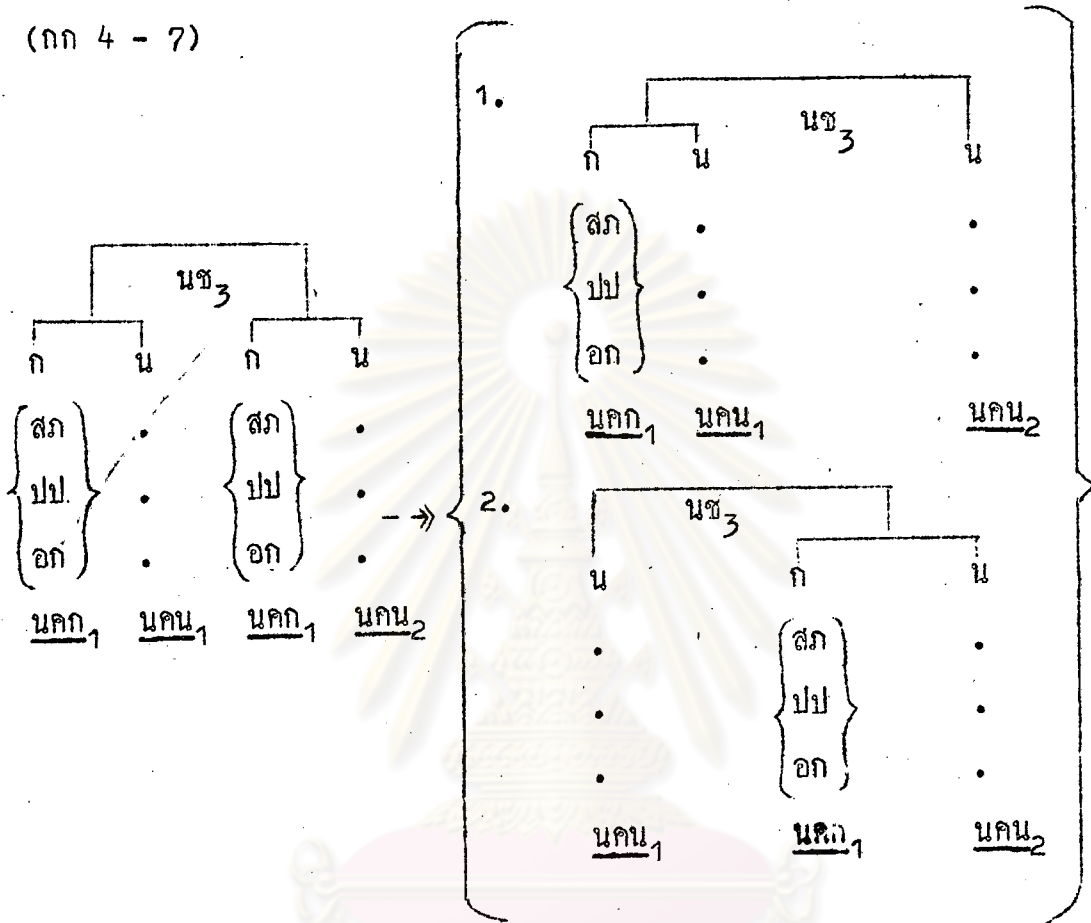 (กก 4 - 7)
นช3
ก น ก น
สภ • สภ •
ปป • ปป •
อก • อก •
นคก1 นคน1 นคก1 นคน2
1.
นช3
ก น น
สภ • •
ปป • •
อก • •
นคก1 นคน1 นคน2
2.
นช3
น ก น
• สภ •
• ปป •
• อก •
นคน1 นคก1 นคน2